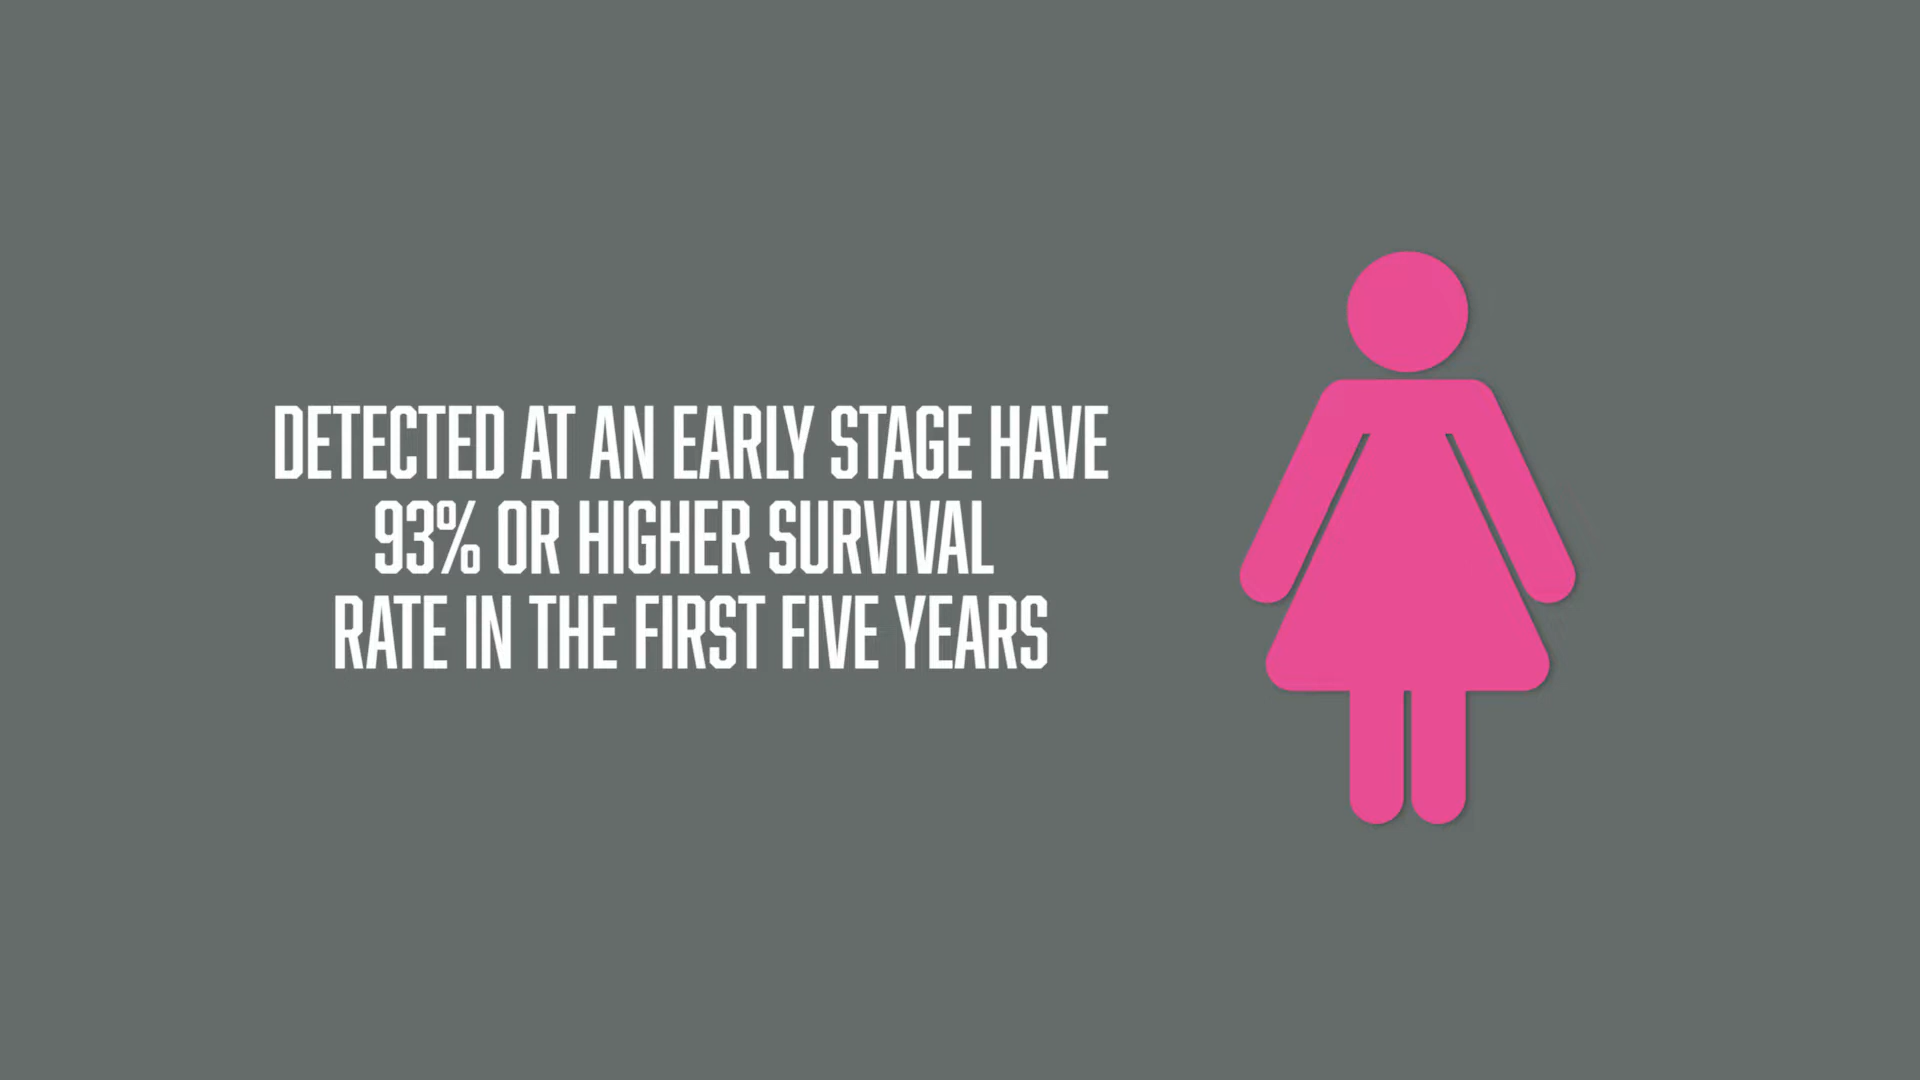 DETECTED AT AN EARLY STAGE HAVE
93% OR HIGHER SURVIVAL
RATE IN THE FIRST FIVE YEARS